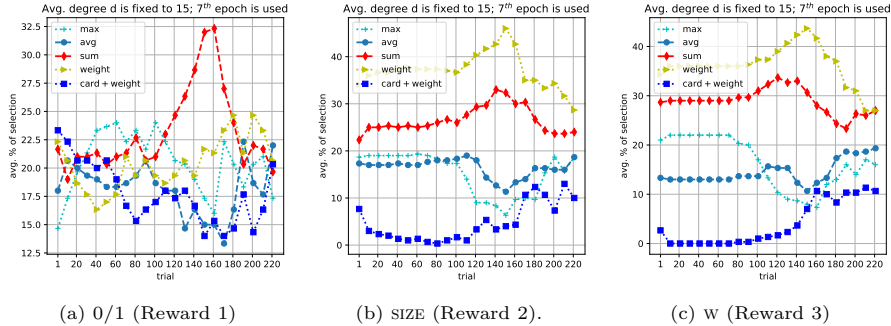 Avg. degree d is fixed to 15; 7th epoch is used
max
avg
sum
weight
card + weight
avg. % of selection
32.5
30.0
27.5
25.0
22.5
20.0
17.5
15.0
12.5
1 20 40 60 80 100 120 140 160 180 200 220
trial
(a) 0/1 (Reward 1)
Avg. degree d is fixed to 15; 7th epoch is used
max
avg
sum
weight
card + weight
avg. % of selection
40
30
20
10
0
1 20 40 60 80 100 120 140 160 180 200 220
trial
(b) SIZE (Reward 2).
Avg. degree d is fixed to 15; 7th epoch is used
max
avg
sum
weight
card + weight
avg. % of selection
40
30
20
10
0
1 20 40 60 80 100 120 140 160 180 200 220
trial
(c) W (Reward 3)